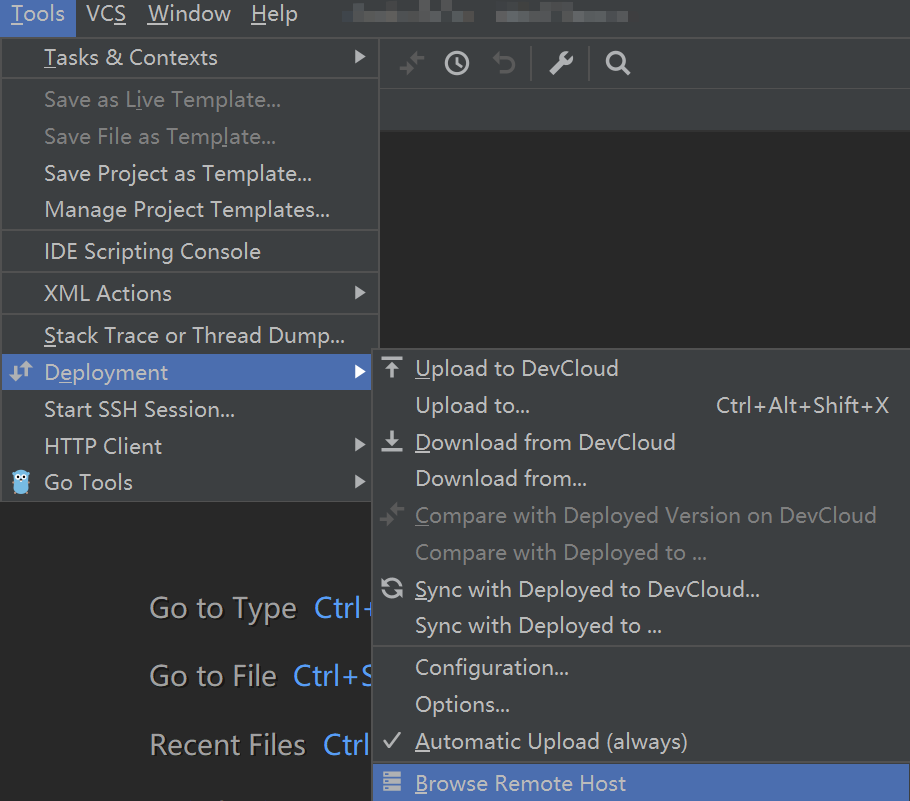 Tools VCS Window Help
Tasks & Contexts
Save as Live Template...
Save File as Template...
Save Project as Template...
Manage Project Templates...
IDE Scripting Console
XML Actions
Stack Trace or Thread Dump...
Deployment
Start SSH Session...
HTTP Client
Go Tools
Upload to DevCloud
Upload to... Ctrl+Alt+Shift+X
Download from DevCloud
Download from...
Compare with Deployed Version on DevCloud
Compare with Deployed to ...
Sync with Deployed to DevCloud...
Sync with Deployed to ...
Configuration...
Options...
Automatic Upload (always)
Browse Remote Host
Go to Type Ctrl+
Go to File Ctrl+S
Recent Files Ctrl